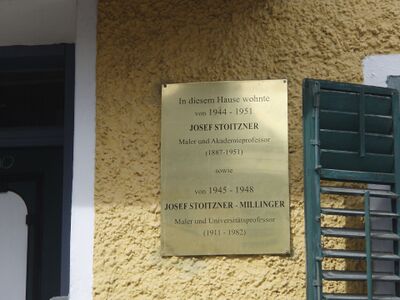 In diesem Hause wohnte
von 1944 - 1951
JOSEF STOITZNER
Maler und Akademieprofessor
(1887-1951)
sowie
von 1945 - 1948
JOSEF STOITZNER - MILLINGER
Maler und Universitätsprofessor
(1911 - 1982)